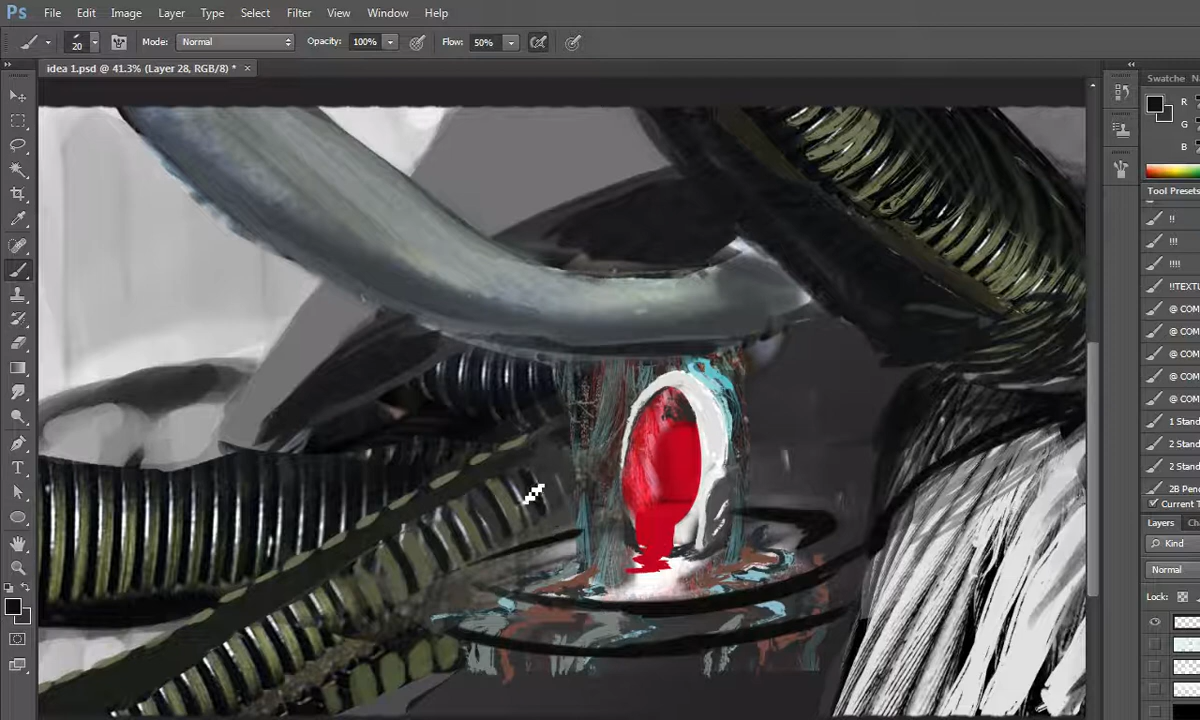 Ps File Edit Image Layer Type Select Filter View Window Help
20 Mode: Normal Opacity: 100% Flow: 50%
idea 1.psd @ 41.3% (Layer 28, RGB/8) * ×
Swatche
R
G
B
Tool Presets
!!
!!!
!!!!
!!TEXTU
@ COM
@ COM
@ COM
@ COM
@ COM
1 Stand
2 Stand
2 Stand
2B Penc
Current T
Layers Ch
Kind
Normal
Lock: